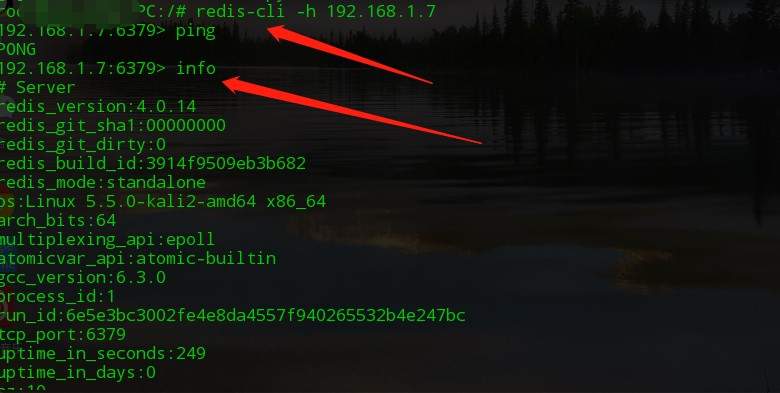 PC:/# redis-cli -h 192.168.1.7
192.168.1.7:6379> ping
PONG
192.168.1.7:6379> info
# Server
redis_version:4.0.14
redis_git_sha1:00000000
redis_git_dirty:0
redis_build_id:3914f9509eb3b682
redis_mode:standalone
os:Linux 5.5.0-kali2-amd64 x86_64
arch_bits:64
multiplexing_api:epoll
atomicvar_api:atomic-builtin
gcc_version:6.3.0
process_id:1
run_id:6e5e3bc3002fe4e8da4557f940265532b4e247bc
tcp_port:6379
uptime_in_seconds:249
uptime_in_days:0
hz:10